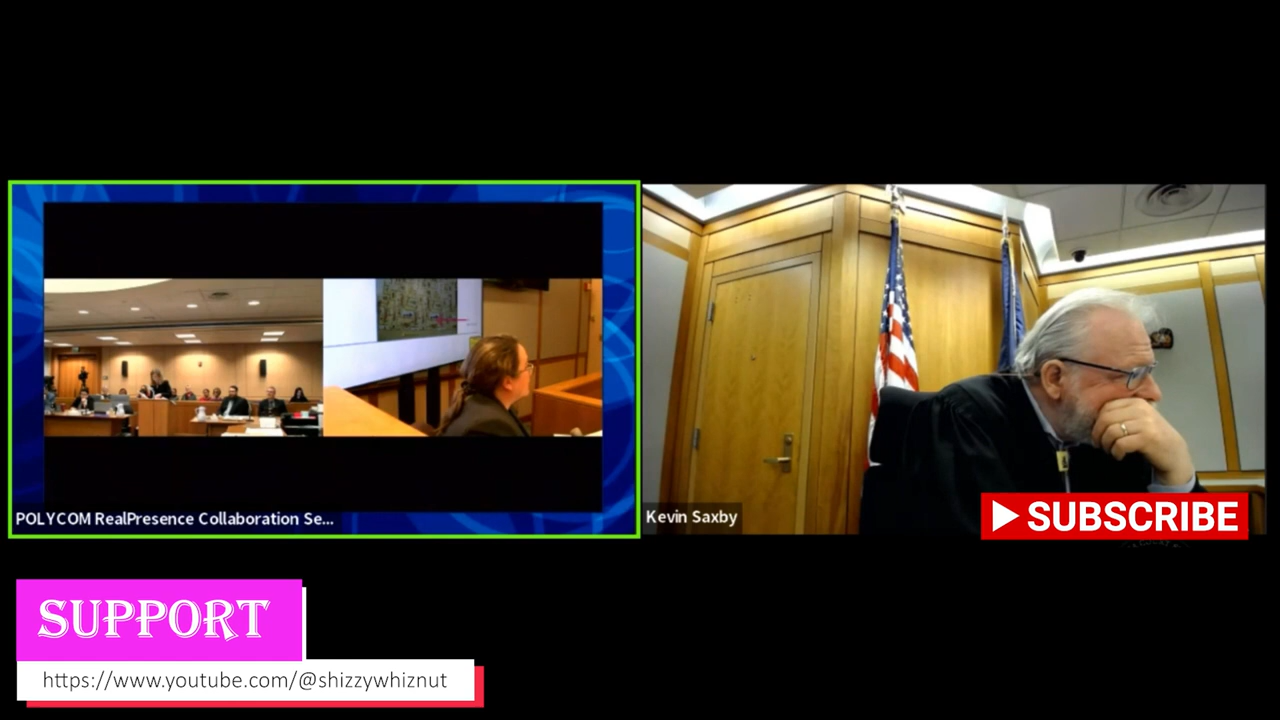 POLYCOM RealPresence Collaboration Se...
Kevin Saxby
SUBSCRIBE
SUPPORT
https://www.youtube.com/@shizzywhiznut